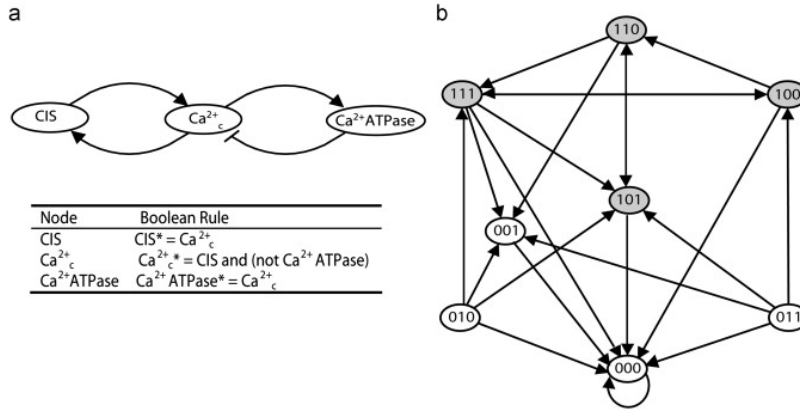 a
CIS
Ca²⁺c
Ca²⁺ATPase
Node Boolean Rule
CIS CIS* = Ca²⁺c
Ca²⁺c Ca²⁺c* = CIS and (not Ca²⁺ ATPase)
Ca²⁺ATPase Ca²⁺ ATPase* = Ca²⁺c
b
110
111
100
101
001
010
011
000